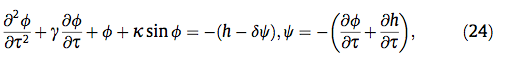 ∂²ϕ/∂τ² + γ ∂ϕ/∂τ + ϕ + κ sin ϕ = −(h − δψ), ψ = −(∂ϕ/∂τ + ∂h/∂τ), (24)